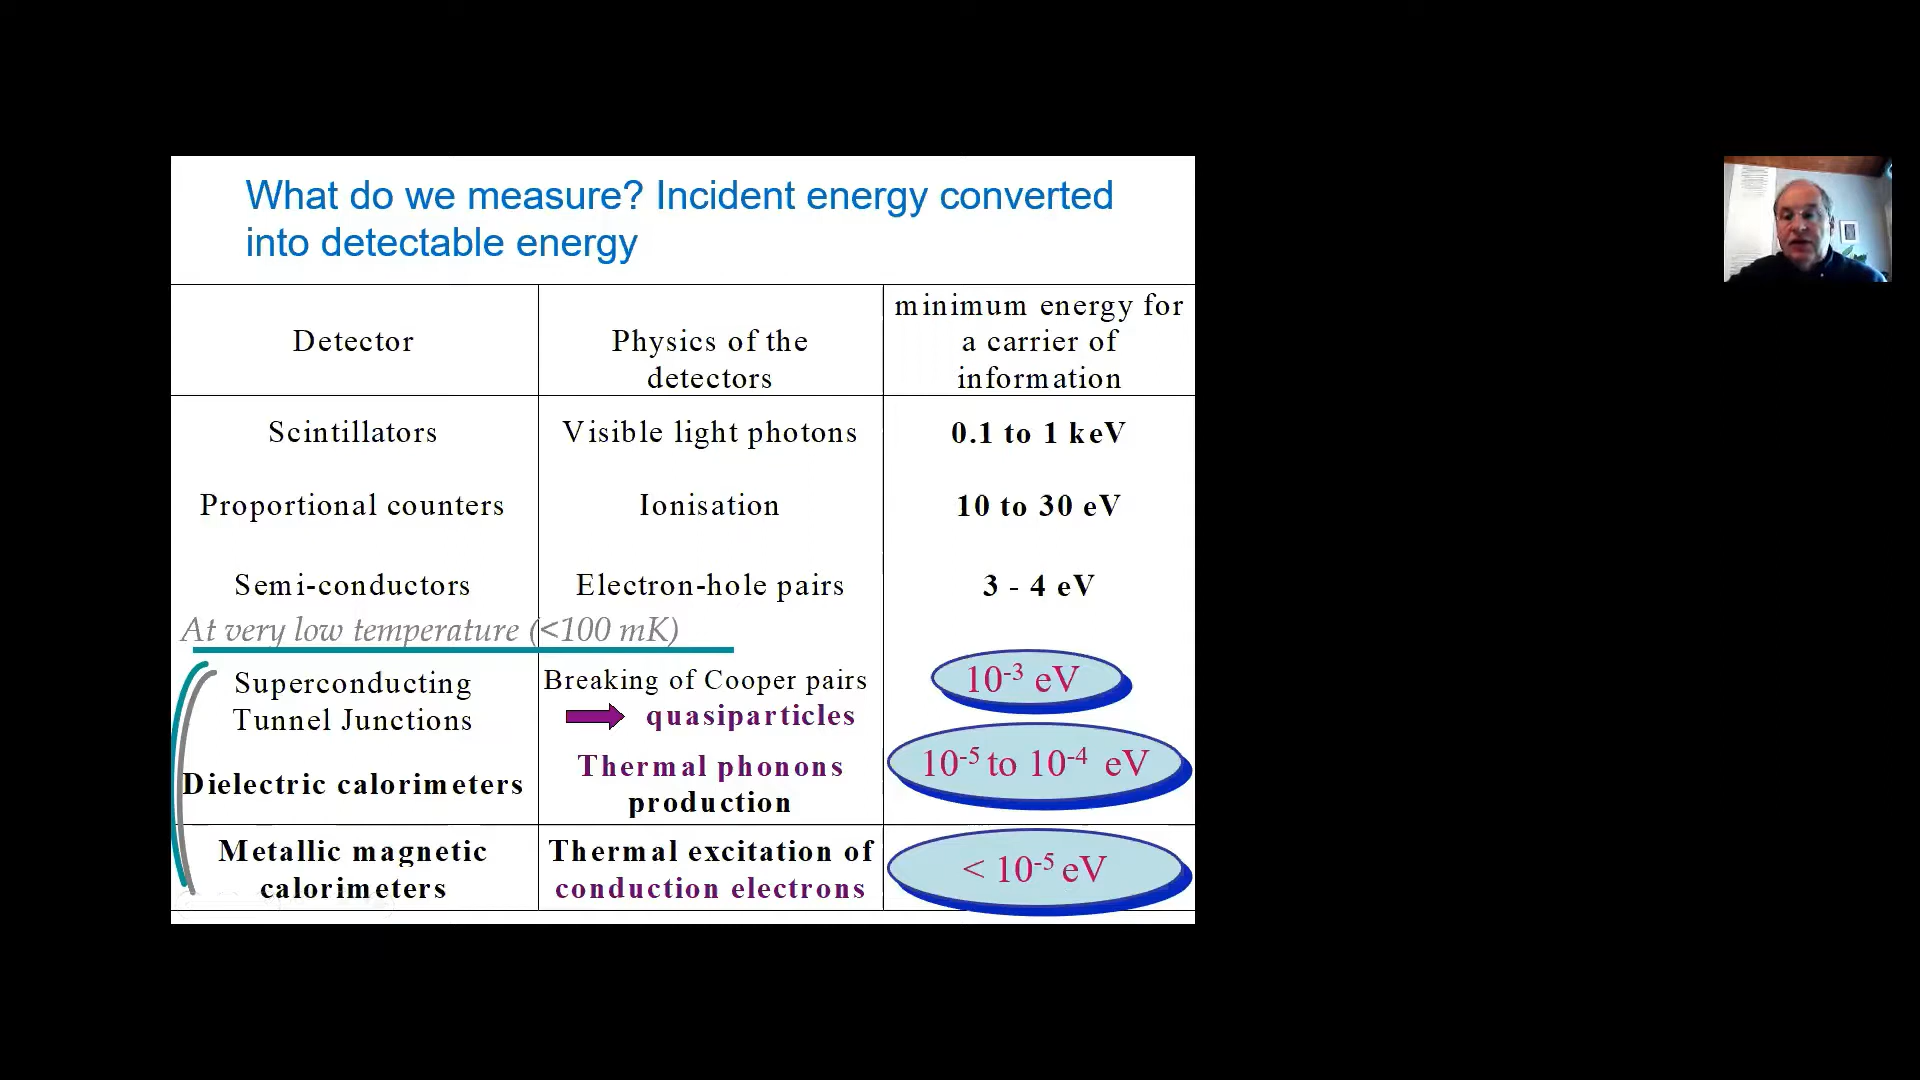 What do we measure? Incident energy converted
into detectable energy
Detector
Physics of the
detectors
minimum energy for
a carrier of
information
Scintillators
Visible light photons
0.1 to 1 keV
Proportional counters
Ionisation
10 to 30 eV
Semi-conductors
Electron-hole pairs
3 - 4 eV
At very low temperature (<100 mK)
Superconducting
Tunnel Junctions
Breaking of Cooper pairs
quasiparticles
10⁻³ eV
Dielectric calorimeters
Thermal phonons
production
10⁻⁵ to 10⁻⁴ eV
Metallic magnetic
calorimeters
Thermal excitation of
conduction electrons
< 10⁻⁵ eV